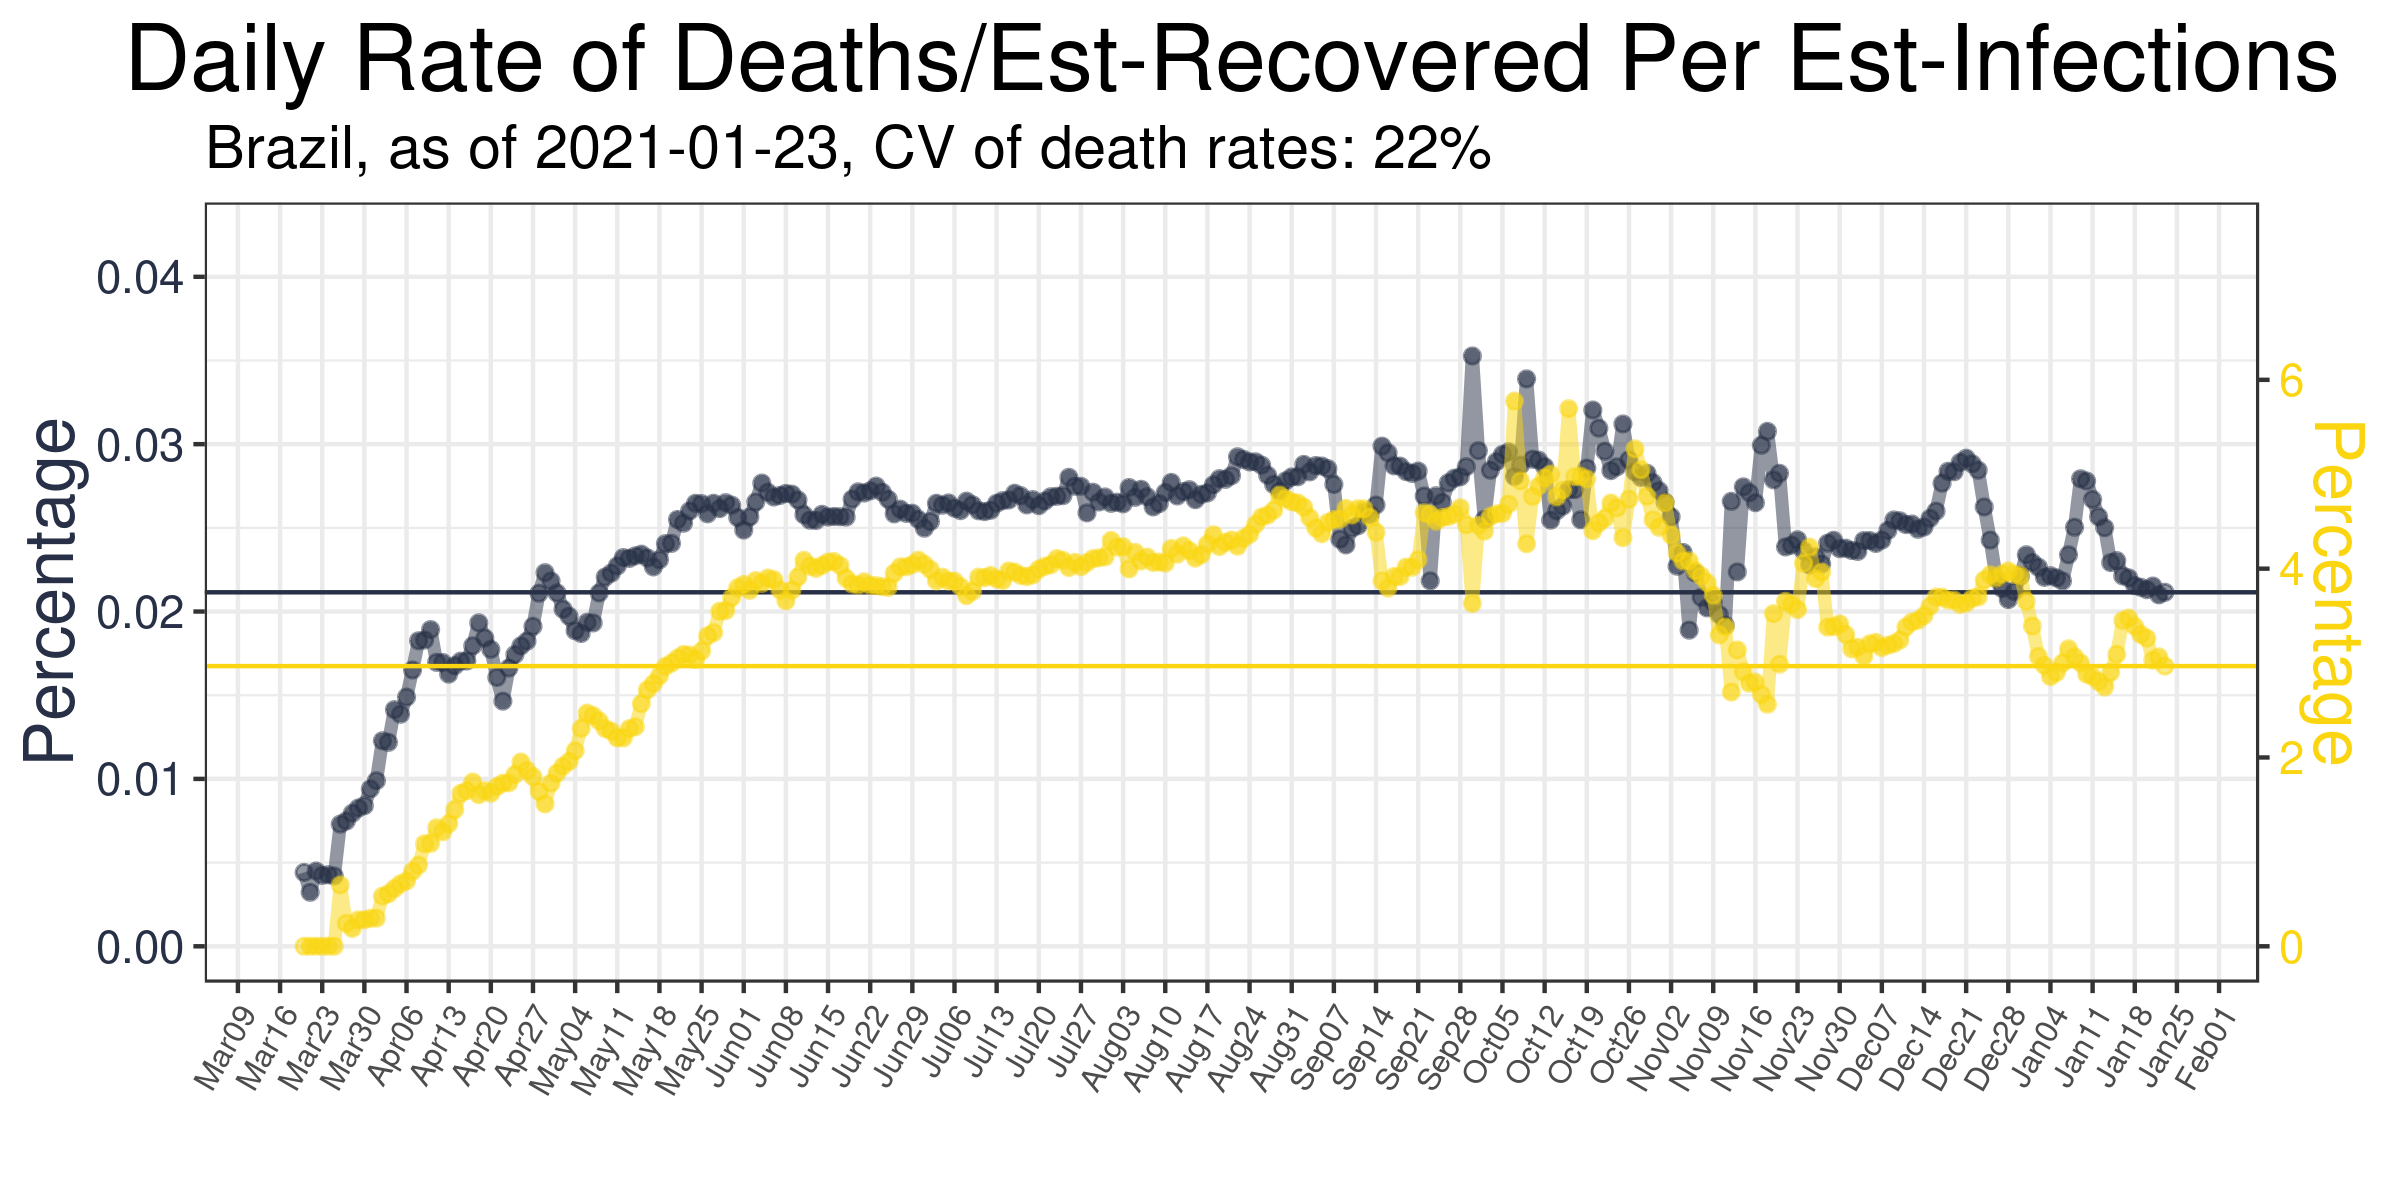 Daily Rate of Deaths/Est-Recovered Per Est-Infections
Brazil, as of 2021-01-23, CV of death rates: 22%
Percentage
0.04
0.03
0.02
0.01
0.00
6
4
2
0
Percentage
Mar09
Mar16
Mar23
Mar30
Apr06
Apr13
Apr20
Apr27
May04
May11
May18
May25
Jun01
Jun08
Jun15
Jun22
Jun29
Jul06
Jul13
Jul20
Jul27
Aug03
Aug10
Aug17
Aug24
Aug31
Sep07
Sep14
Sep21
Sep28
Oct05
Oct12
Oct19
Oct26
Nov02
Nov09
Nov16
Nov23
Nov30
Dec07
Dec14
Dec21
Dec28
Jan04
Jan11
Jan18
Jan25
Feb01